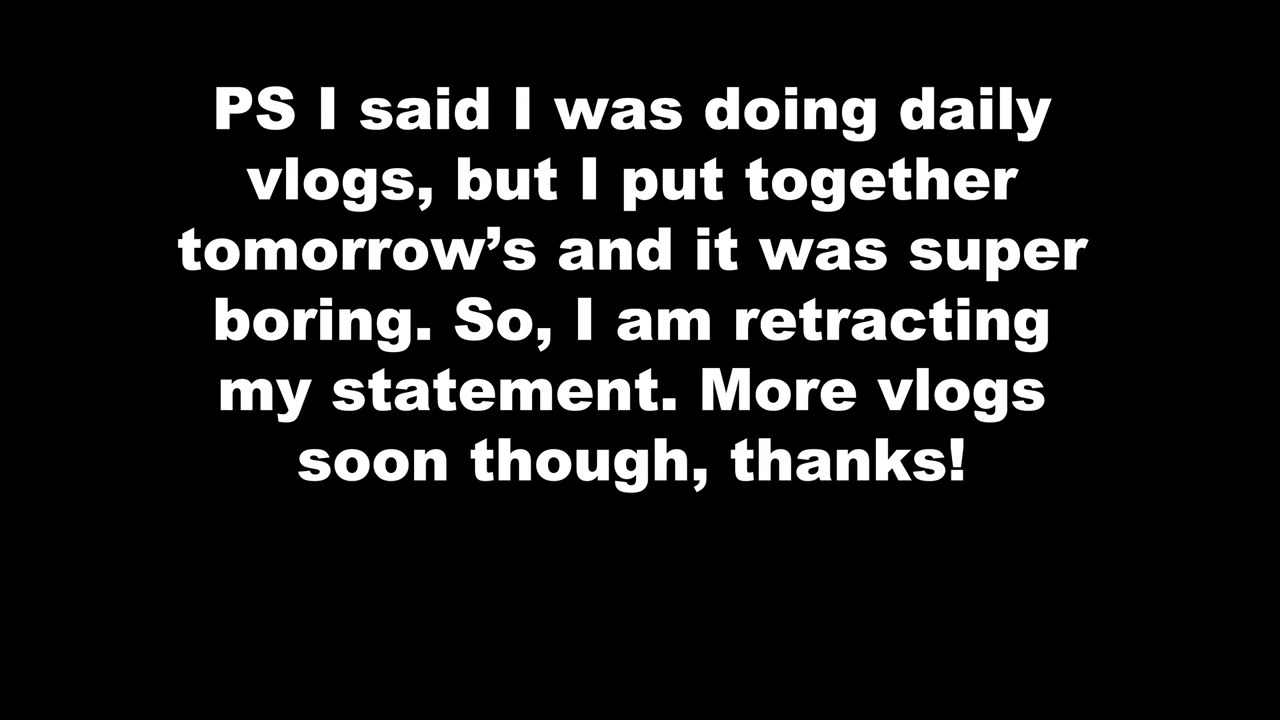 PS I said I was doing daily
vlogs, but I put together
tomorrow’s and it was super
boring. So, I am retracting
my statement. More vlogs
soon though, thanks!